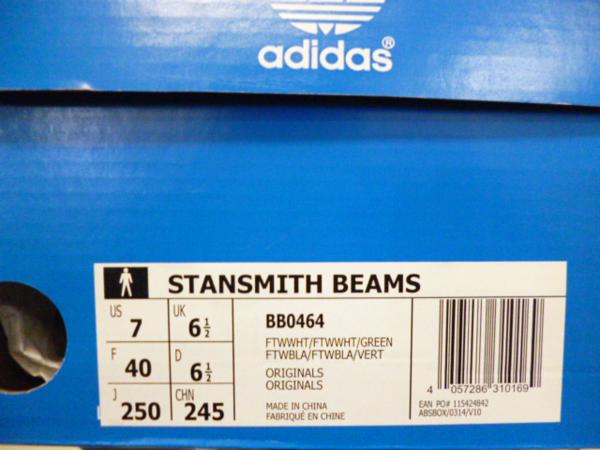 adidas®
STANSMITH BEAMS
US 7
UK 6½
F 40
D 6½
J 250
CHN 245
BB0464
FTWWHT/FTWWHT/GREEN
FTWBLA/FTWBLA/VERT
ORIGINALS
ORIGINALS
MADE IN CHINA
FABRIQUÉ EN CHINE
4 057286 310169
EAN PO# 115424842
ABSBOX/0314/V10